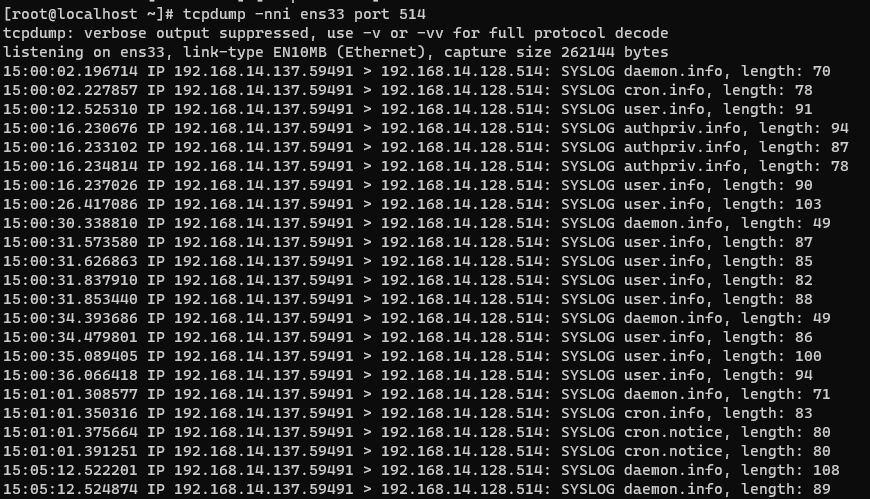 [root@localhost ~]# tcpdump -nni ens33 port 514
tcpdump: verbose output suppressed, use -v or -vv for full protocol decode
listening on ens33, link-type EN10MB (Ethernet), capture size 262144 bytes
15:00:02.196714 IP 192.168.14.137.59491 > 192.168.14.128.514: SYSLOG daemon.info, length: 70
15:00:02.227857 IP 192.168.14.137.59491 > 192.168.14.128.514: SYSLOG cron.info, length: 78
15:00:12.525310 IP 192.168.14.137.59491 > 192.168.14.128.514: SYSLOG user.info, length: 91
15:00:16.230676 IP 192.168.14.137.59491 > 192.168.14.128.514: SYSLOG authpriv.info, length: 94
15:00:16.233102 IP 192.168.14.137.59491 > 192.168.14.128.514: SYSLOG authpriv.info, length: 87
15:00:16.234814 IP 192.168.14.137.59491 > 192.168.14.128.514: SYSLOG authpriv.info, length: 78
15:00:16.237026 IP 192.168.14.137.59491 > 192.168.14.128.514: SYSLOG user.info, length: 90
15:00:26.417086 IP 192.168.14.137.59491 > 192.168.14.128.514: SYSLOG user.info, length: 103
15:00:30.338810 IP 192.168.14.137.59491 > 192.168.14.128.514: SYSLOG daemon.info, length: 49
15:00:31.573580 IP 192.168.14.137.59491 > 192.168.14.128.514: SYSLOG user.info, length: 87
15:00:31.626863 IP 192.168.14.137.59491 > 192.168.14.128.514: SYSLOG user.info, length: 85
15:00:31.837910 IP 192.168.14.137.59491 > 192.168.14.128.514: SYSLOG user.info, length: 82
15:00:31.853440 IP 192.168.14.137.59491 > 192.168.14.128.514: SYSLOG user.info, length: 88
15:00:34.393686 IP 192.168.14.137.59491 > 192.168.14.128.514: SYSLOG daemon.info, length: 49
15:00:34.479801 IP 192.168.14.137.59491 > 192.168.14.128.514: SYSLOG user.info, length: 86
15:00:35.089405 IP 192.168.14.137.59491 > 192.168.14.128.514: SYSLOG user.info, length: 100
15:00:36.066418 IP 192.168.14.137.59491 > 192.168.14.128.514: SYSLOG user.info, length: 94
15:01:01.308577 IP 192.168.14.137.59491 > 192.168.14.128.514: SYSLOG daemon.info, length: 71
15:01:01.350316 IP 192.168.14.137.59491 > 192.168.14.128.514: SYSLOG cron.info, length: 83
15:01:01.375664 IP 192.168.14.137.59491 > 192.168.14.128.514: SYSLOG cron.notice, length: 80
15:01:01.391251 IP 192.168.14.137.59491 > 192.168.14.128.514: SYSLOG cron.notice, length: 80
15:05:12.522201 IP 192.168.14.137.59491 > 192.168.14.128.514: SYSLOG daemon.info, length: 108
15:05:12.524874 IP 192.168.14.137.59491 > 192.168.14.128.514: SYSLOG daemon.info, length: 89